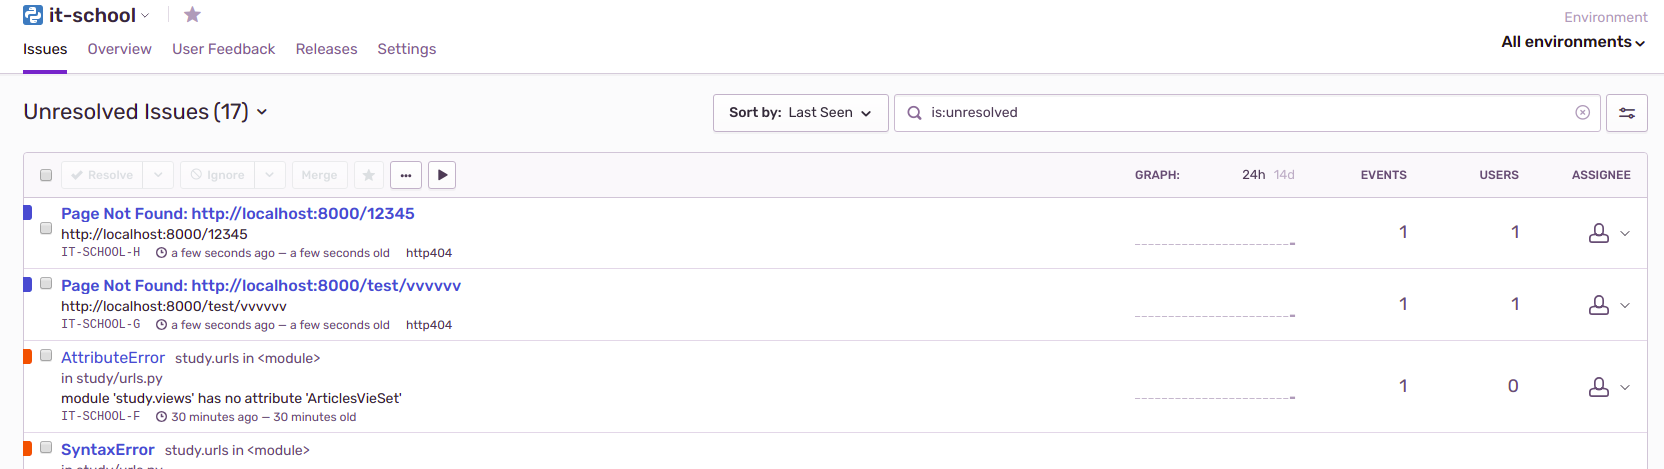 it-school
Environment
All environments
Issues Overview User Feedback Releases Settings
Unresolved Issues (17)
Sort by: Last Seen
is:unresolved
Resolve Ignore Merge
GRAPH: 24h 14d EVENTS USERS ASSIGNEE
Page Not Found: http://localhost:8000/12345
http://localhost:8000/12345
IT-SCHOOL-H a few seconds ago — a few seconds old http404
1 1
Page Not Found: http://localhost:8000/test/vvvvvv
http://localhost:8000/test/vvvvvv
IT-SCHOOL-G a few seconds ago — a few seconds old http404
1 1
AttributeError study.urls in <module>
in study/urls.py
module 'study.views' has no attribute 'ArticlesVieSet'
IT-SCHOOL-F 30 minutes ago — 30 minutes old
1 0
SyntaxError study.urls in <module>
in study/urls.py